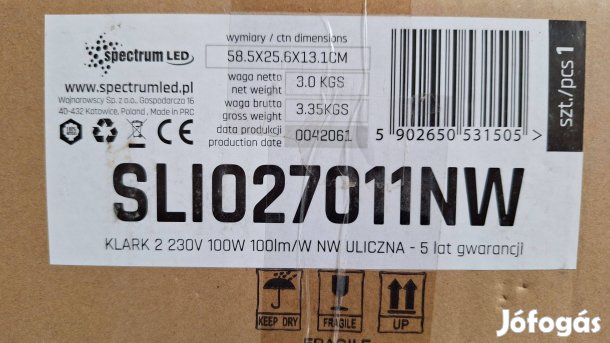 spectrum LED
www.spectrumled.pl
Wojnarowscy Sp. z o.o., Gospodarcza 16
40-432 Katowice, Poland, Made in PRC
wymiary / ctn dimensions
58.5X25.6X13.1CM
waga netto
net weight
3.0 KGS
waga brutto
gross weight
3.35KGS
data produkcji
production date
0042061
5 902650 531505 >
szt./pcs 1
SLI027011NW
KLARK 2 230V 100W 100lm/W NW ULICZNA - 5 lat gwarancji
KEEP DRY
FRAGILE
UP
FRAGILE
Jófogás